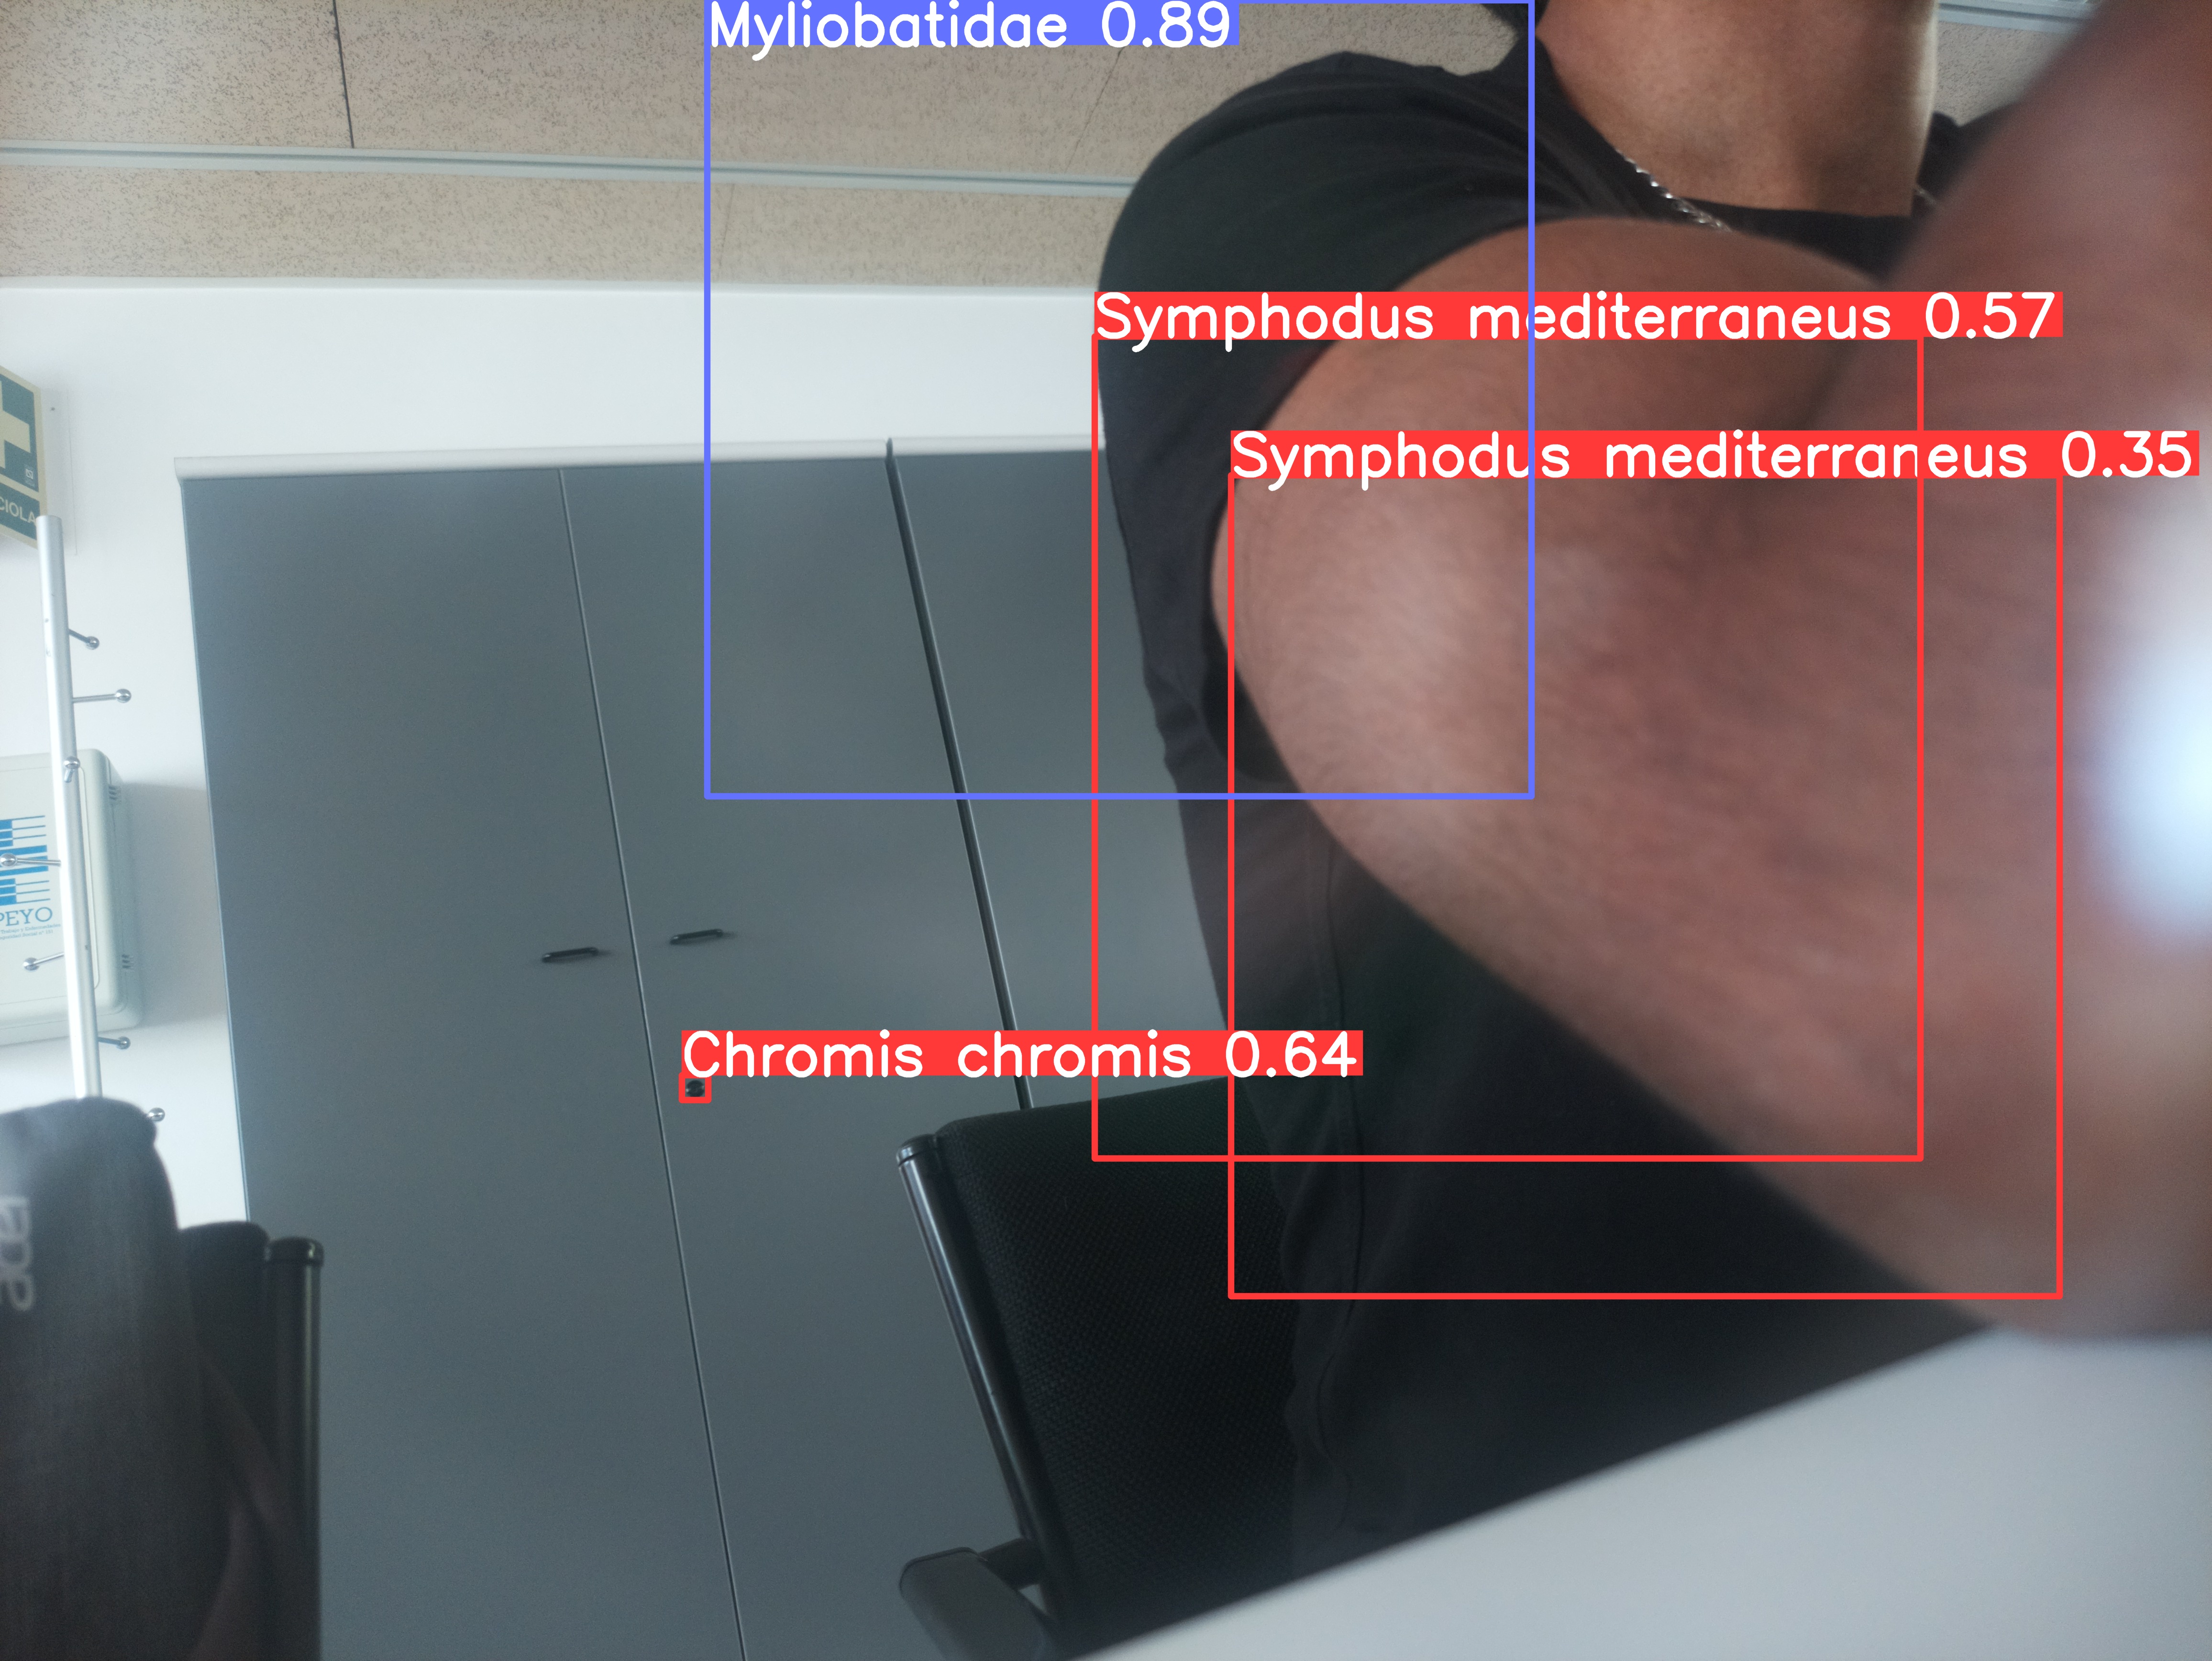 Myliobatidae 0.89
Symphodus mediterraneus 0.57
Symphodus mediterraneus 0.35
CIOLA
PEYO
Chromis chromis 0.64